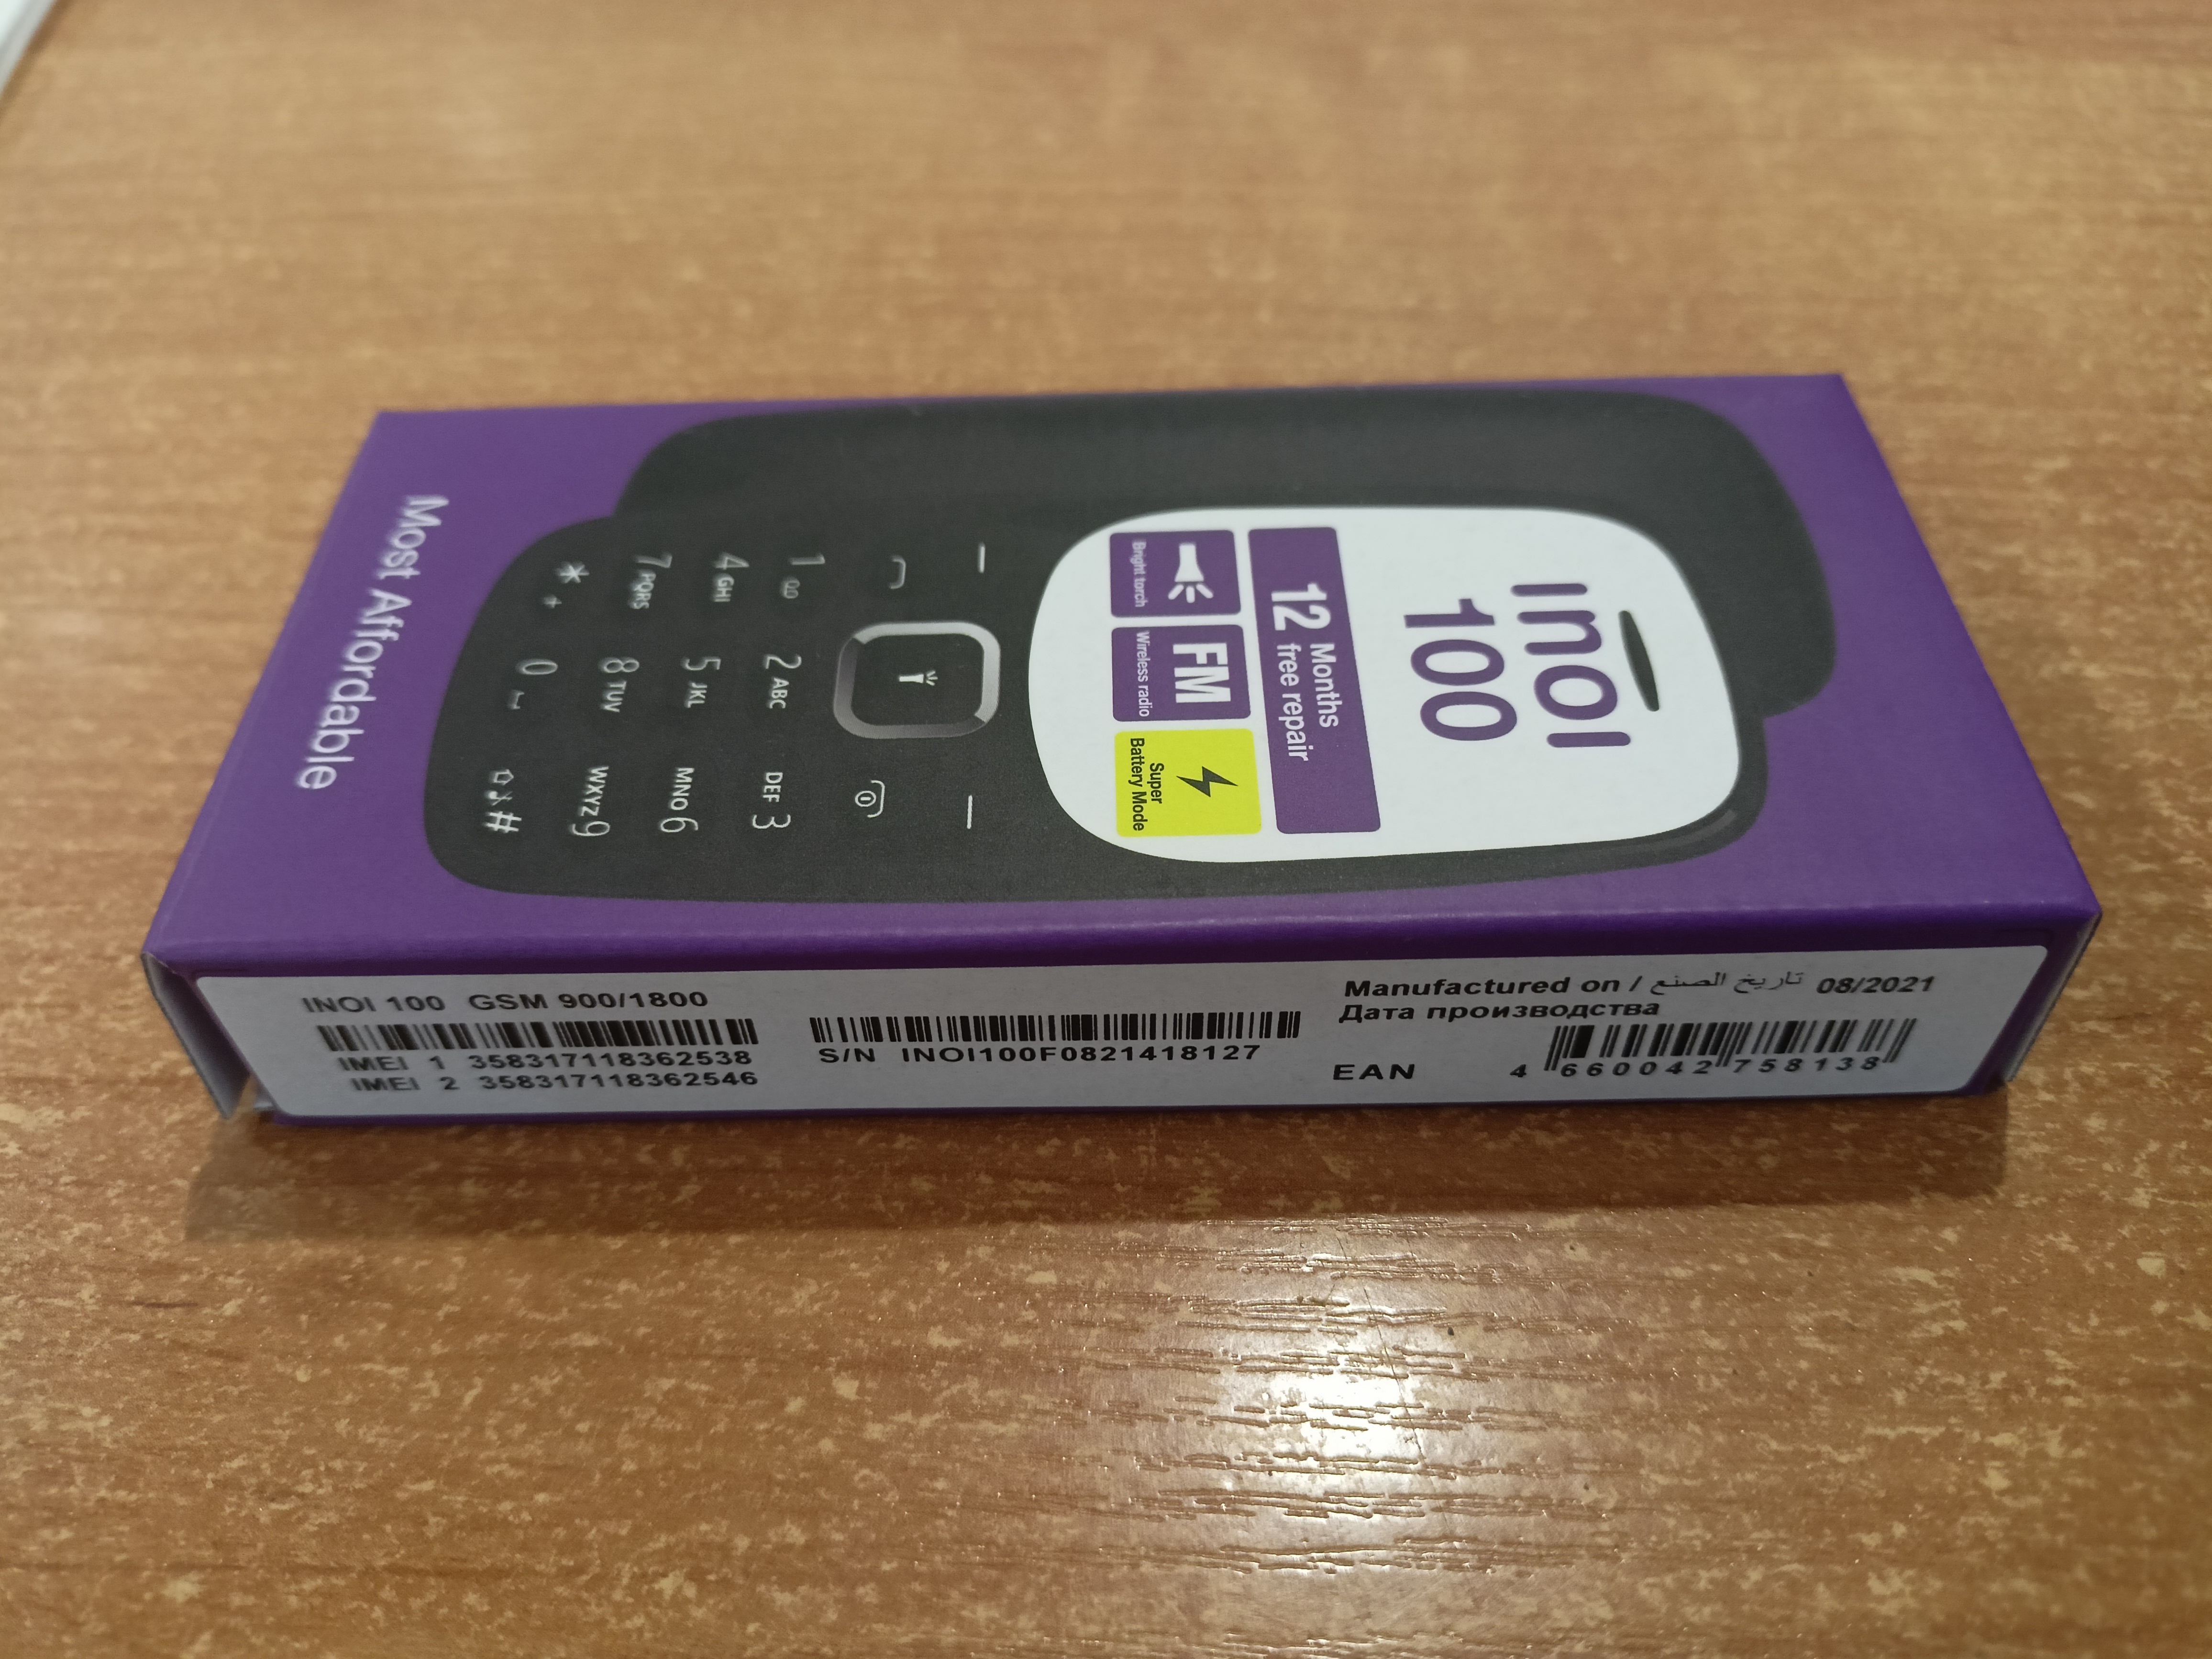 Most Affordable
INOI
100
12 Months
free repair
Bright torch
FM
Wireless radio
Super
Battery Mode
1
2 ABC
DEF 3
4 GHI
5 JKL
MNO 6
7 PQRS
8 TUV
WXYZ 9
* +
0
#
INOI 100 GSM 900/1800
IMEI 1 358317118362538
IMEI 2 358317118362546
S/N INOI100F0821418127
Manufactured on / تاريخ الصنع 08/2021
Дата производства
EAN 4 660042 758138